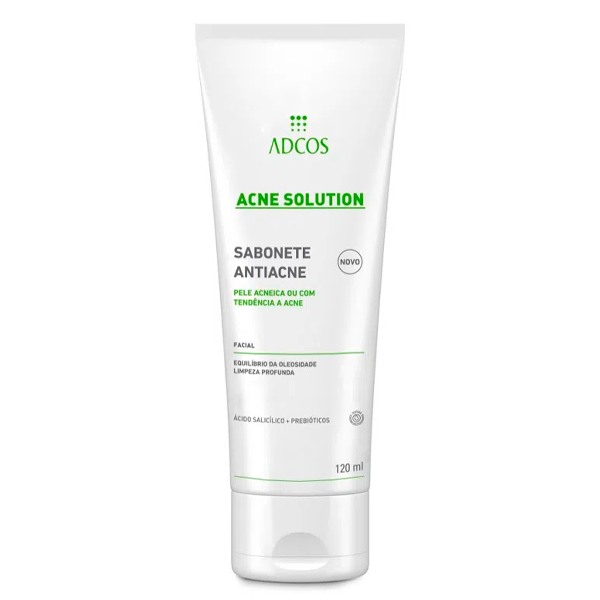 ADCOS
ACNE SOLUTION
SABONETE
ANTIACNE
NOVO
PELE ACNEICA OU COM
TENDÊNCIA A ACNE
FACIAL
EQUILÍBRIO DA OLEOSIDADE
LIMPEZA PROFUNDA
ÁCIDO SALICÍLICO + PREBIÓTICOS
120 ml